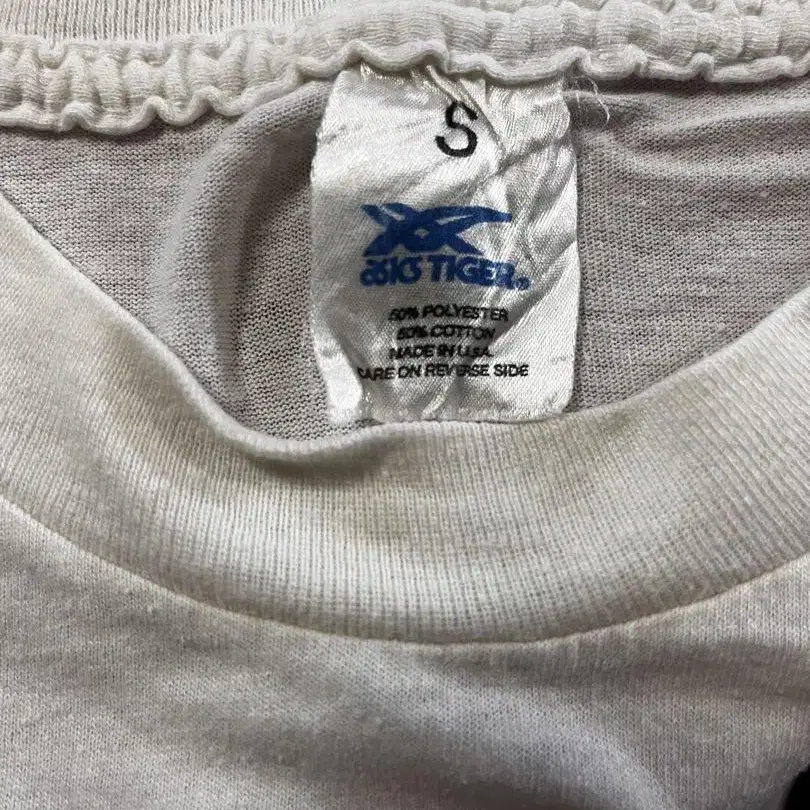 S
asics TIGER®
50% POLYESTER
50% COTTON
MADE IN U.S.A.
CARE ON REVERSE SIDE